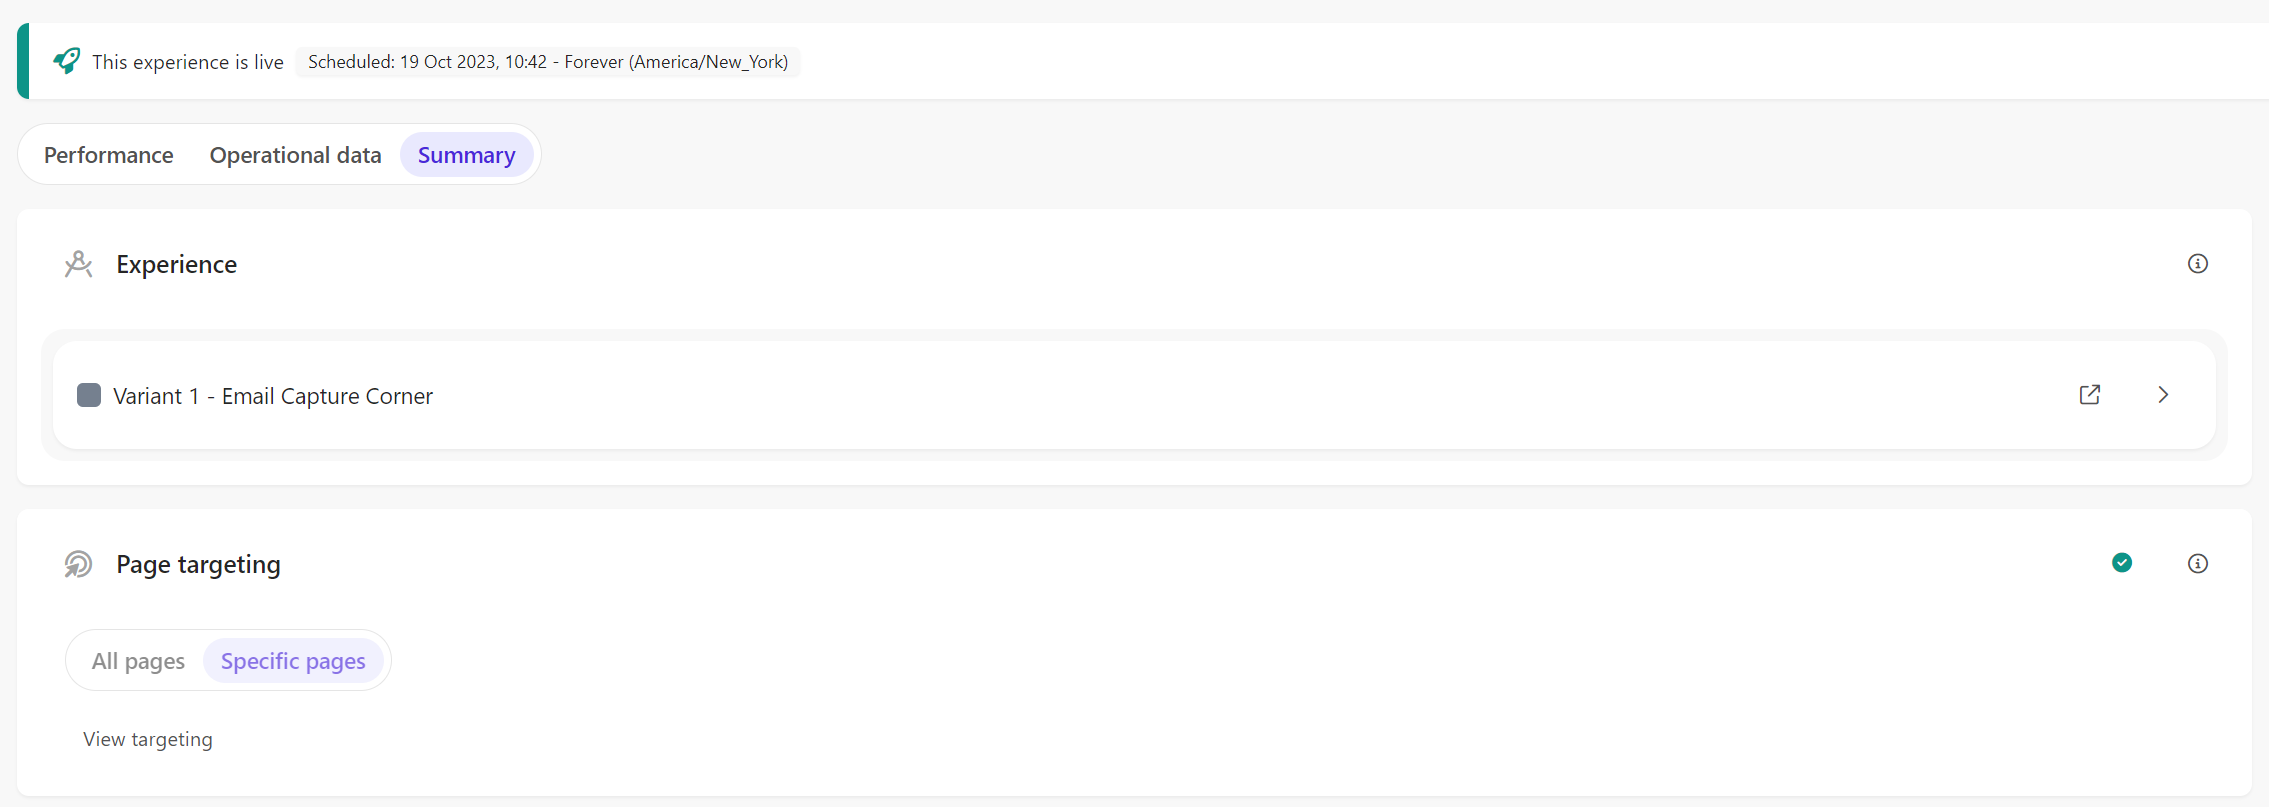 This experience is live Scheduled: 19 Oct 2023, 10:42 - Forever (America/New_York)
Performance Operational data Summary
Experience
Variant 1 - Email Capture Corner
Page targeting
All pages Specific pages
View targeting